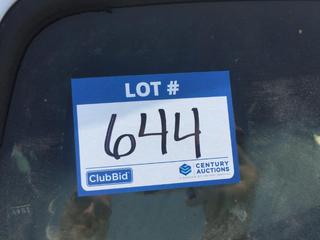 LOT #
644
ClubBid
CENTURY
AUCTIONS